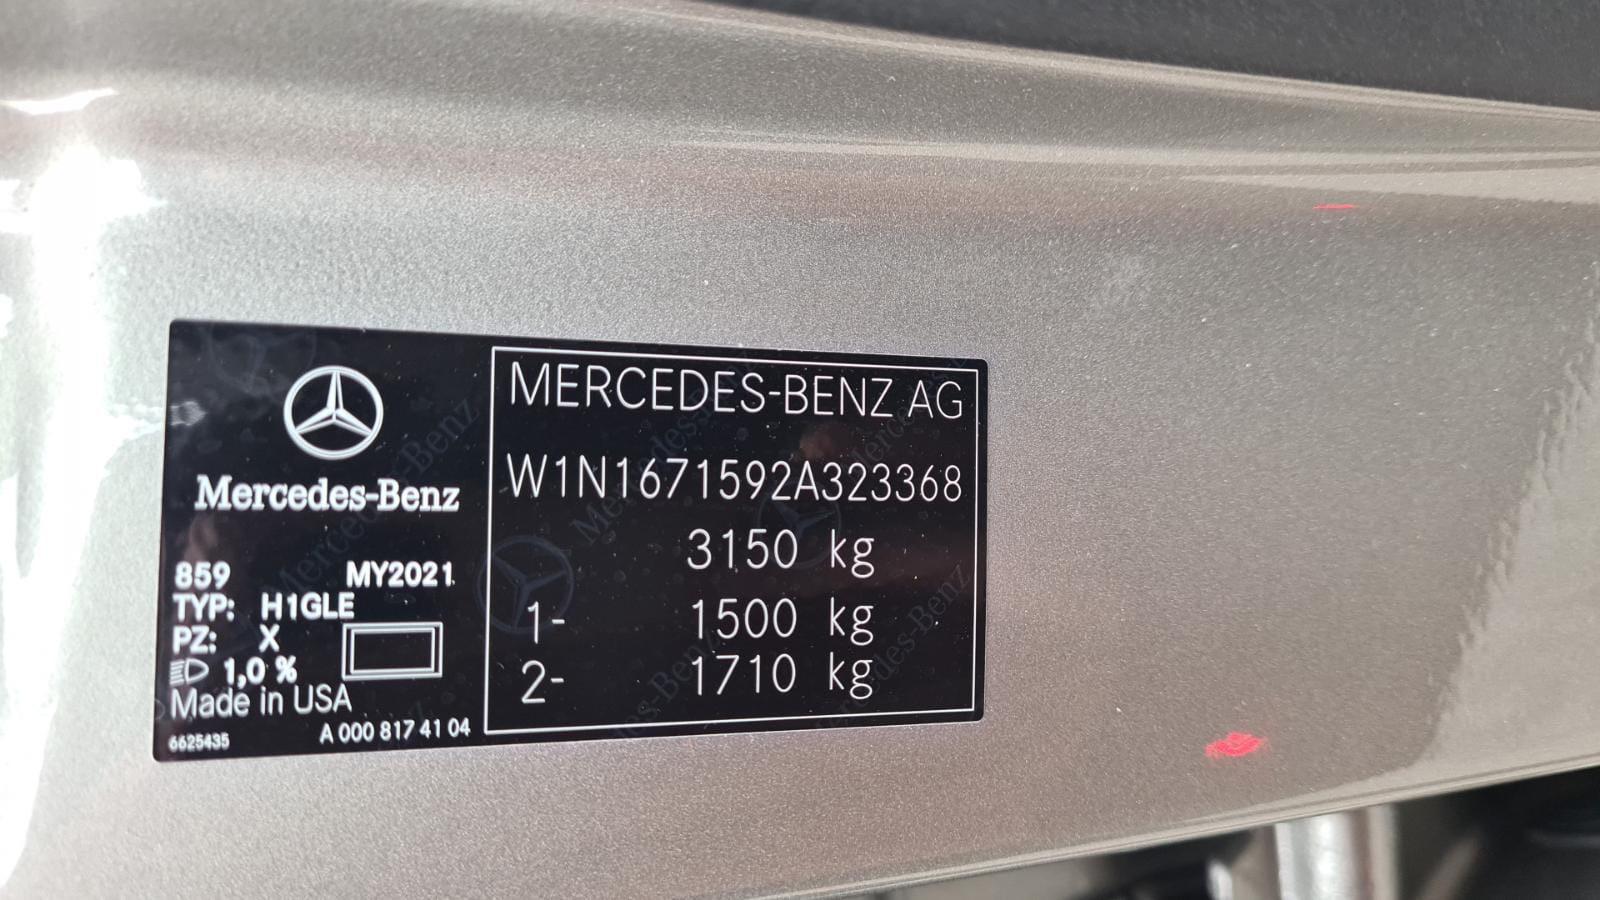 Mercedes-Benz
859 MY2021
TYP: H1GLE
PZ: X
1,0 %
Made in USA
6625435 A 000 817 41 04
MERCEDES-BENZ AG
W1N1671592A323368
3150 kg
1- 1500 kg
2- 1710 kg